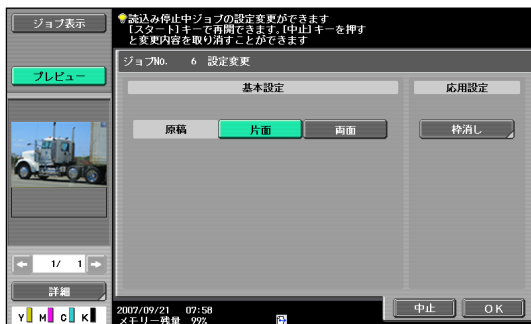 ジョブ表示
読込み停止中ジョブの設定変更ができます
［スタート］キーで再開できます。［中止］キーを押す
と変更内容を取り消すことができます
ジョブNO. 6 設定変更
プレビュー
基本設定
応用設定
原稿
片面
両面
枠消し
1/ 1
詳細
Y M C K
2007/09/21 07:58
メモリー残量 99%
中止
OK